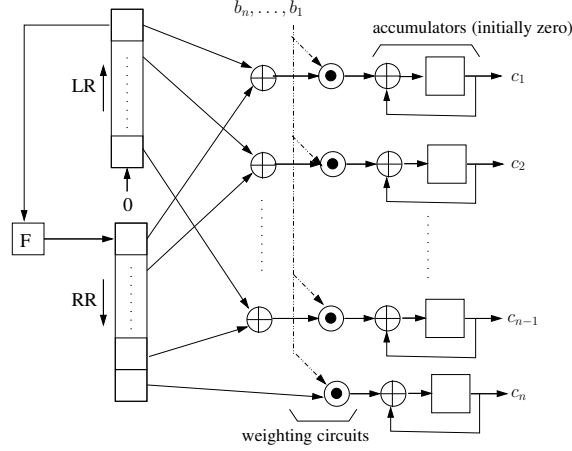 b_n, . . . , b_1
accumulators (initially zero)
LR
c_1
c_2
0
F
RR
c_{n-1}
c_n
weighting circuits